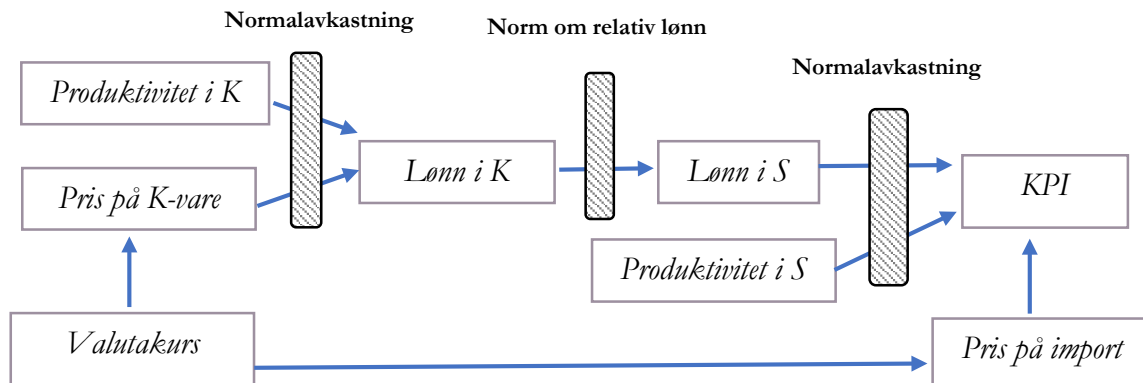 Normalavkastning
Norm om relativ lønn
Normalavkastning
Produktivitet i K
Lønn i K
Lønn i S
KPI
Pris på K-vare
Produktivitet i S
Valutakurs
Pris på import